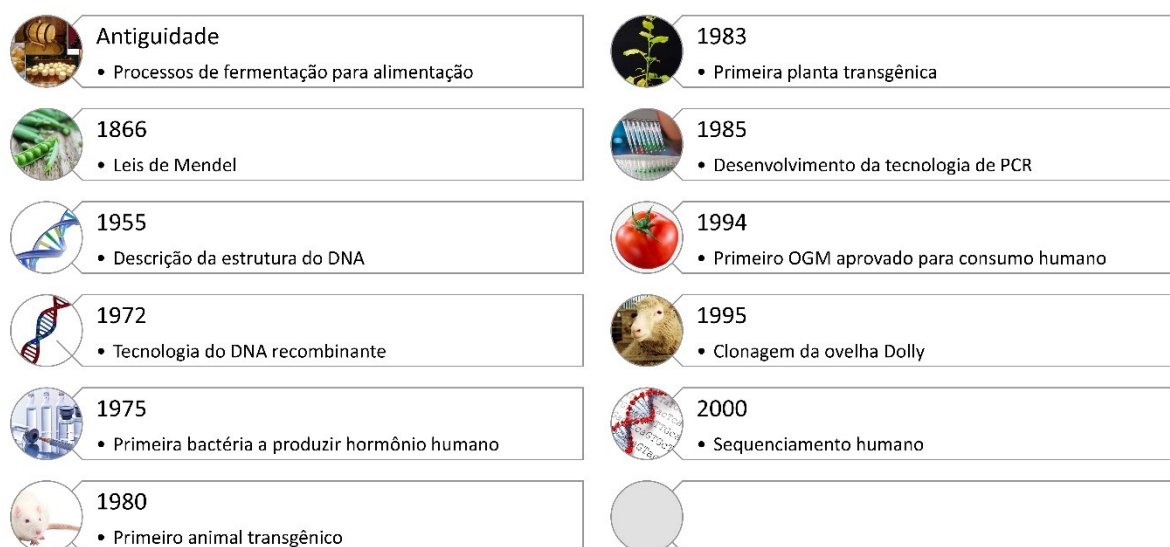 Antiguidade
• Processos de fermentação para alimentação
1866
• Leis de Mendel
1955
• Descrição da estrutura do DNA
1972
• Tecnologia do DNA recombinante
1975
• Primeira bactéria a produzir hormônio humano
1980
• Primeiro animal transgênico
1983
• Primeira planta transgênica
1985
• Desenvolvimento da tecnologia de PCR
1994
• Primeiro OGM aprovado para consumo humano
1995
• Clonagem da ovelha Dolly
2000
• Sequenciamento humano